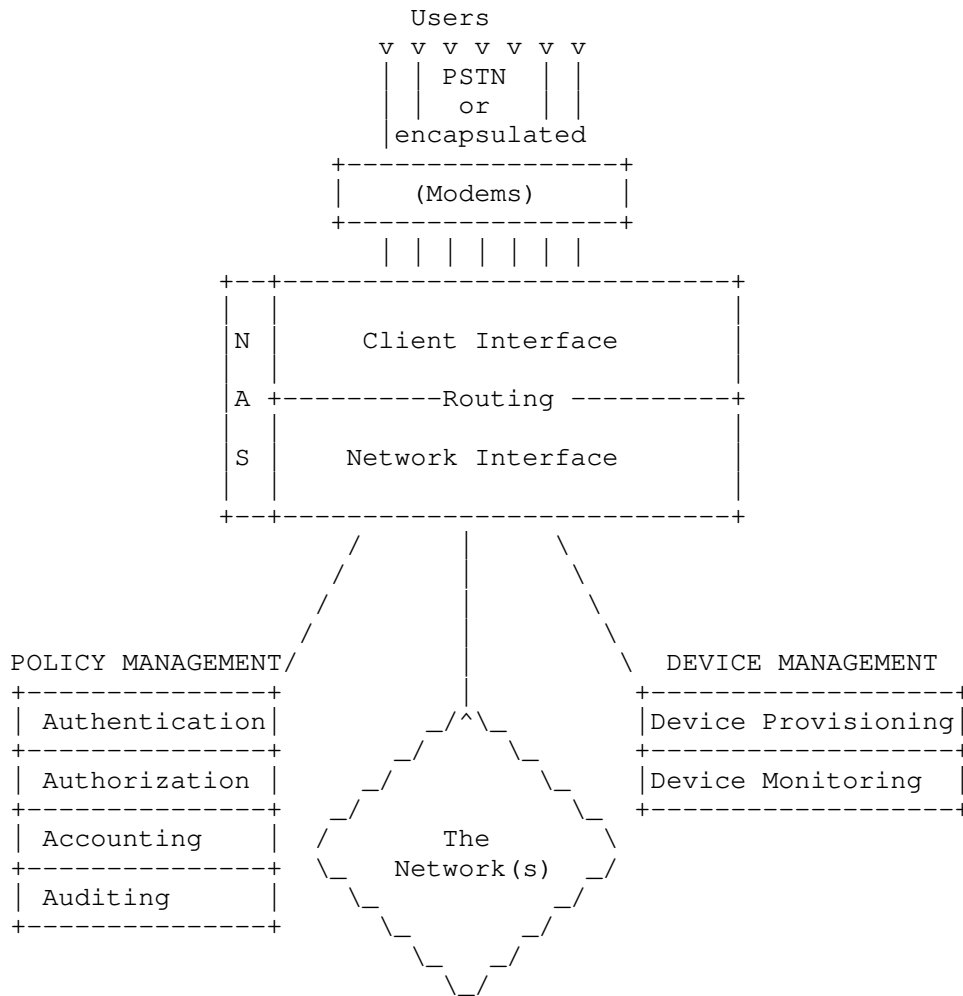 Users
v v v v v v v
PSTN
or
encapsulated
(Modems)
N Client Interface
A Routing
S Network Interface
POLICY MANAGEMENT
DEVICE MANAGEMENT
Authentication
Device Provisioning
Authorization
Device Monitoring
Accounting
The
Network(s)
Auditing